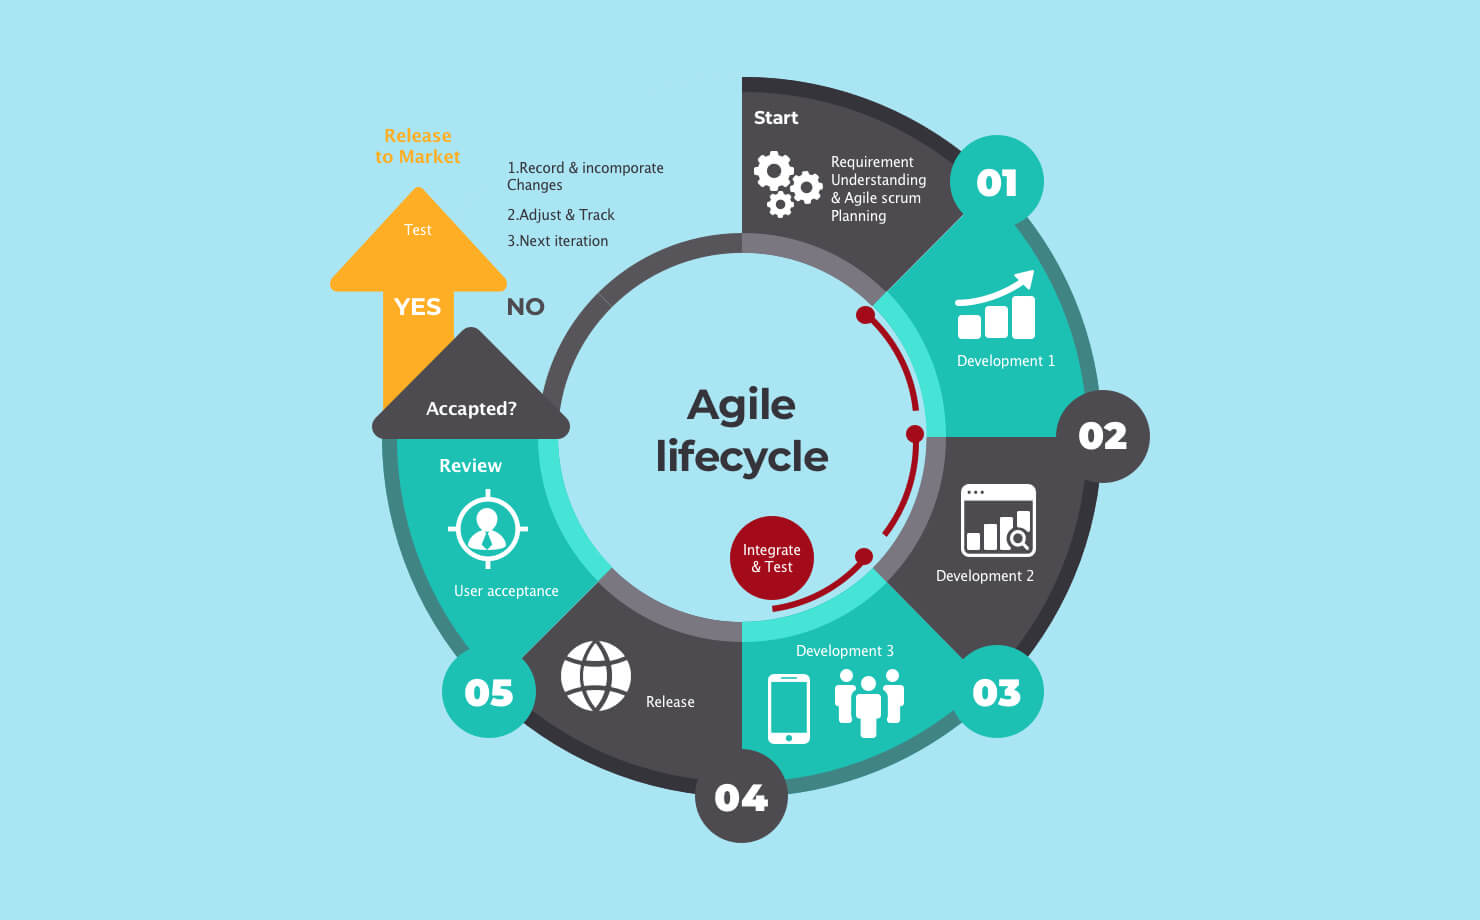 Start
Requirement
Understanding
& Agile scrum
Planning
01
Development 1
02
Development 2
03
Development 3
04
Release
05
Review
User acceptance
Accapted?
YES
Test
Release
to Market
NO
1.Record & incomporate
Changes
2.Adjust & Track
3.Next iteration
Agile
lifecycle
Integrate
& Test